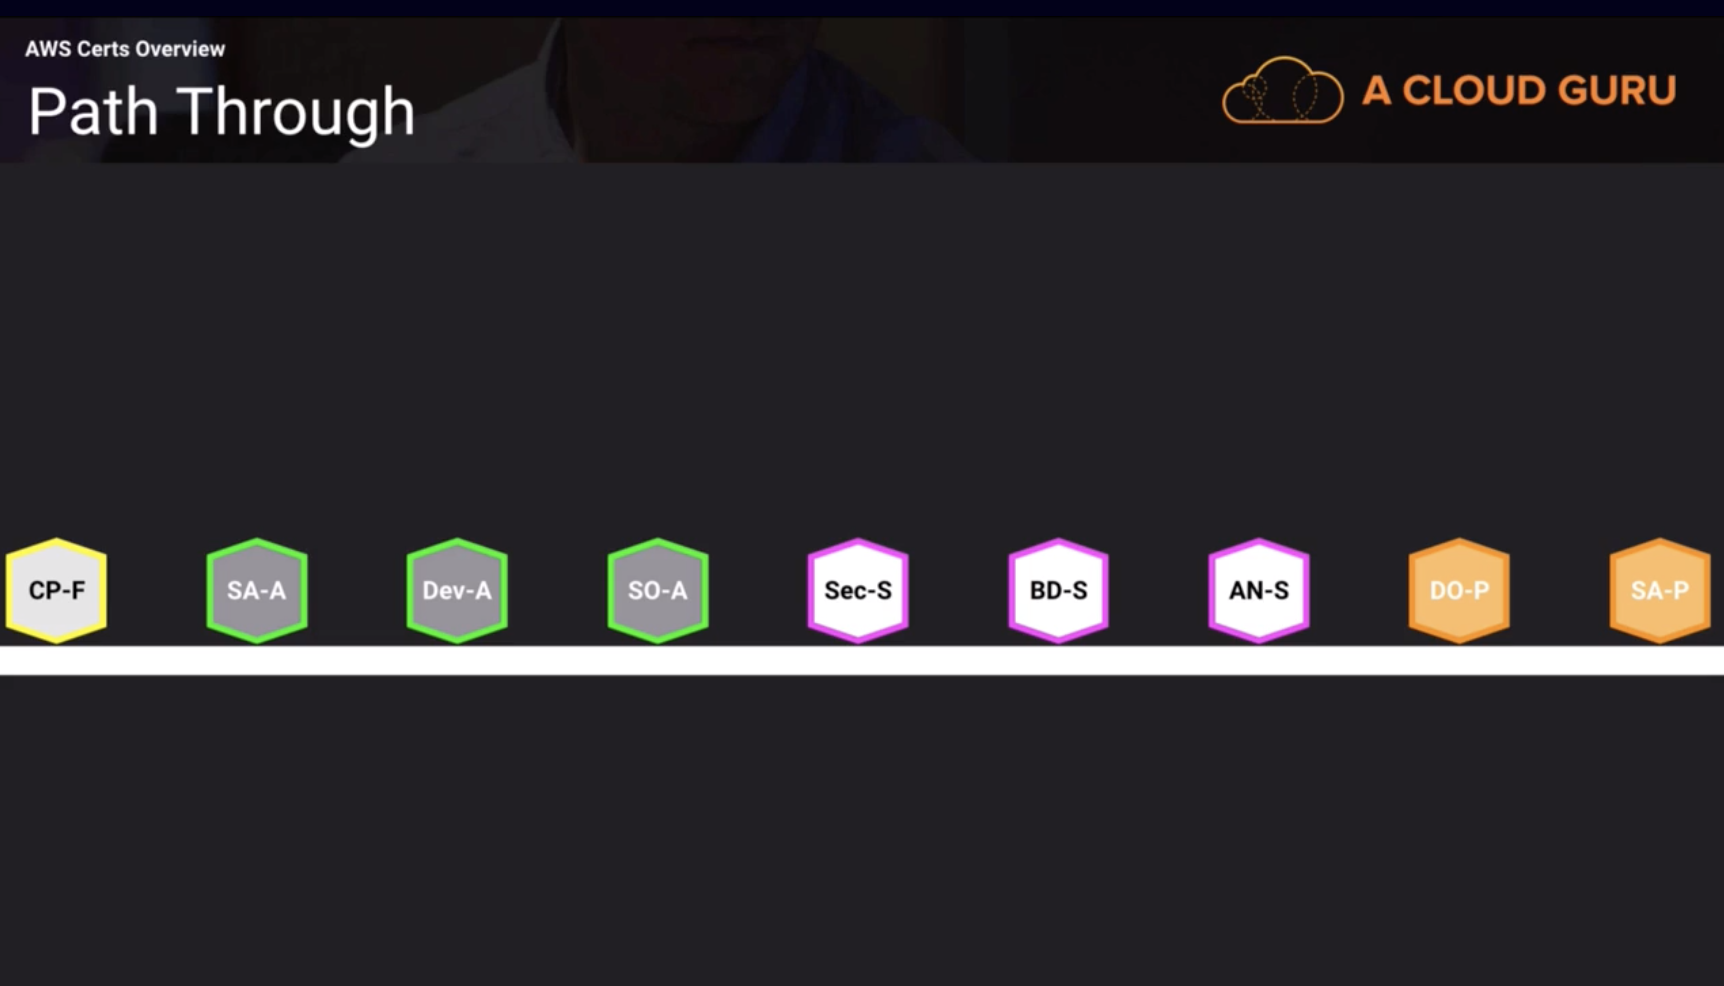 AWS Certs Overview
Path Through
A CLOUD GURU
CP-F
SA-A
Dev-A
SO-A
Sec-S
BD-S
AN-S
DO-P
SA-P